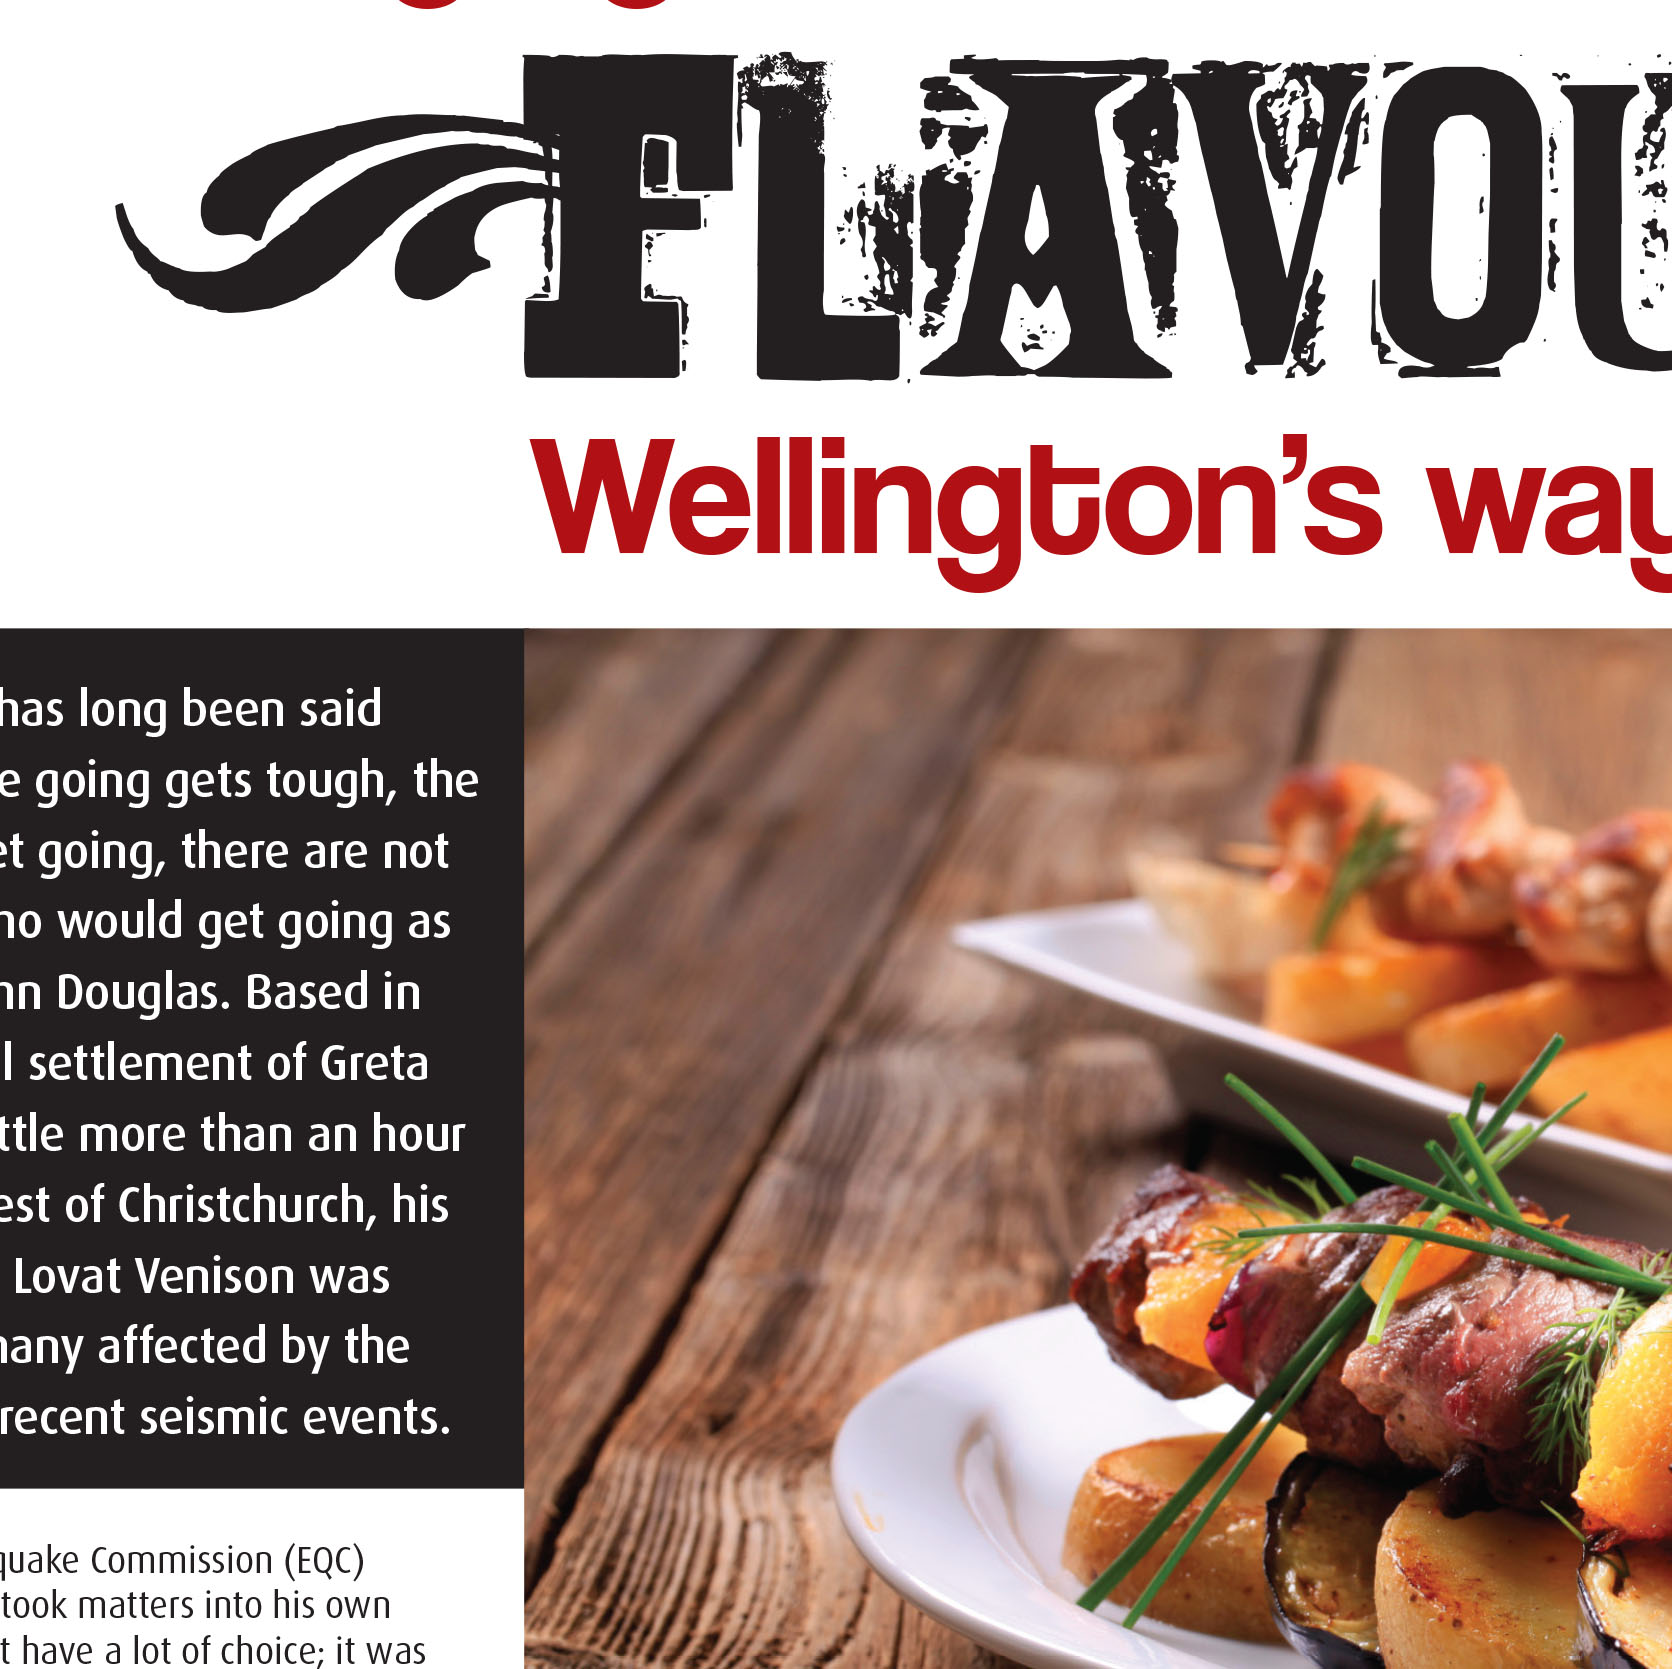 FLAVOU
Wellington's way
has long been said
e going gets tough, the
et going, there are not
ho would get going as
nn Douglas. Based in
l settlement of Greta
ttle more than an hour
est of Christchurch, his
Lovat Venison was
many affected by the
recent seismic events.
quake Commission (EQC)
took matters into his own
t have a lot of choice; it was